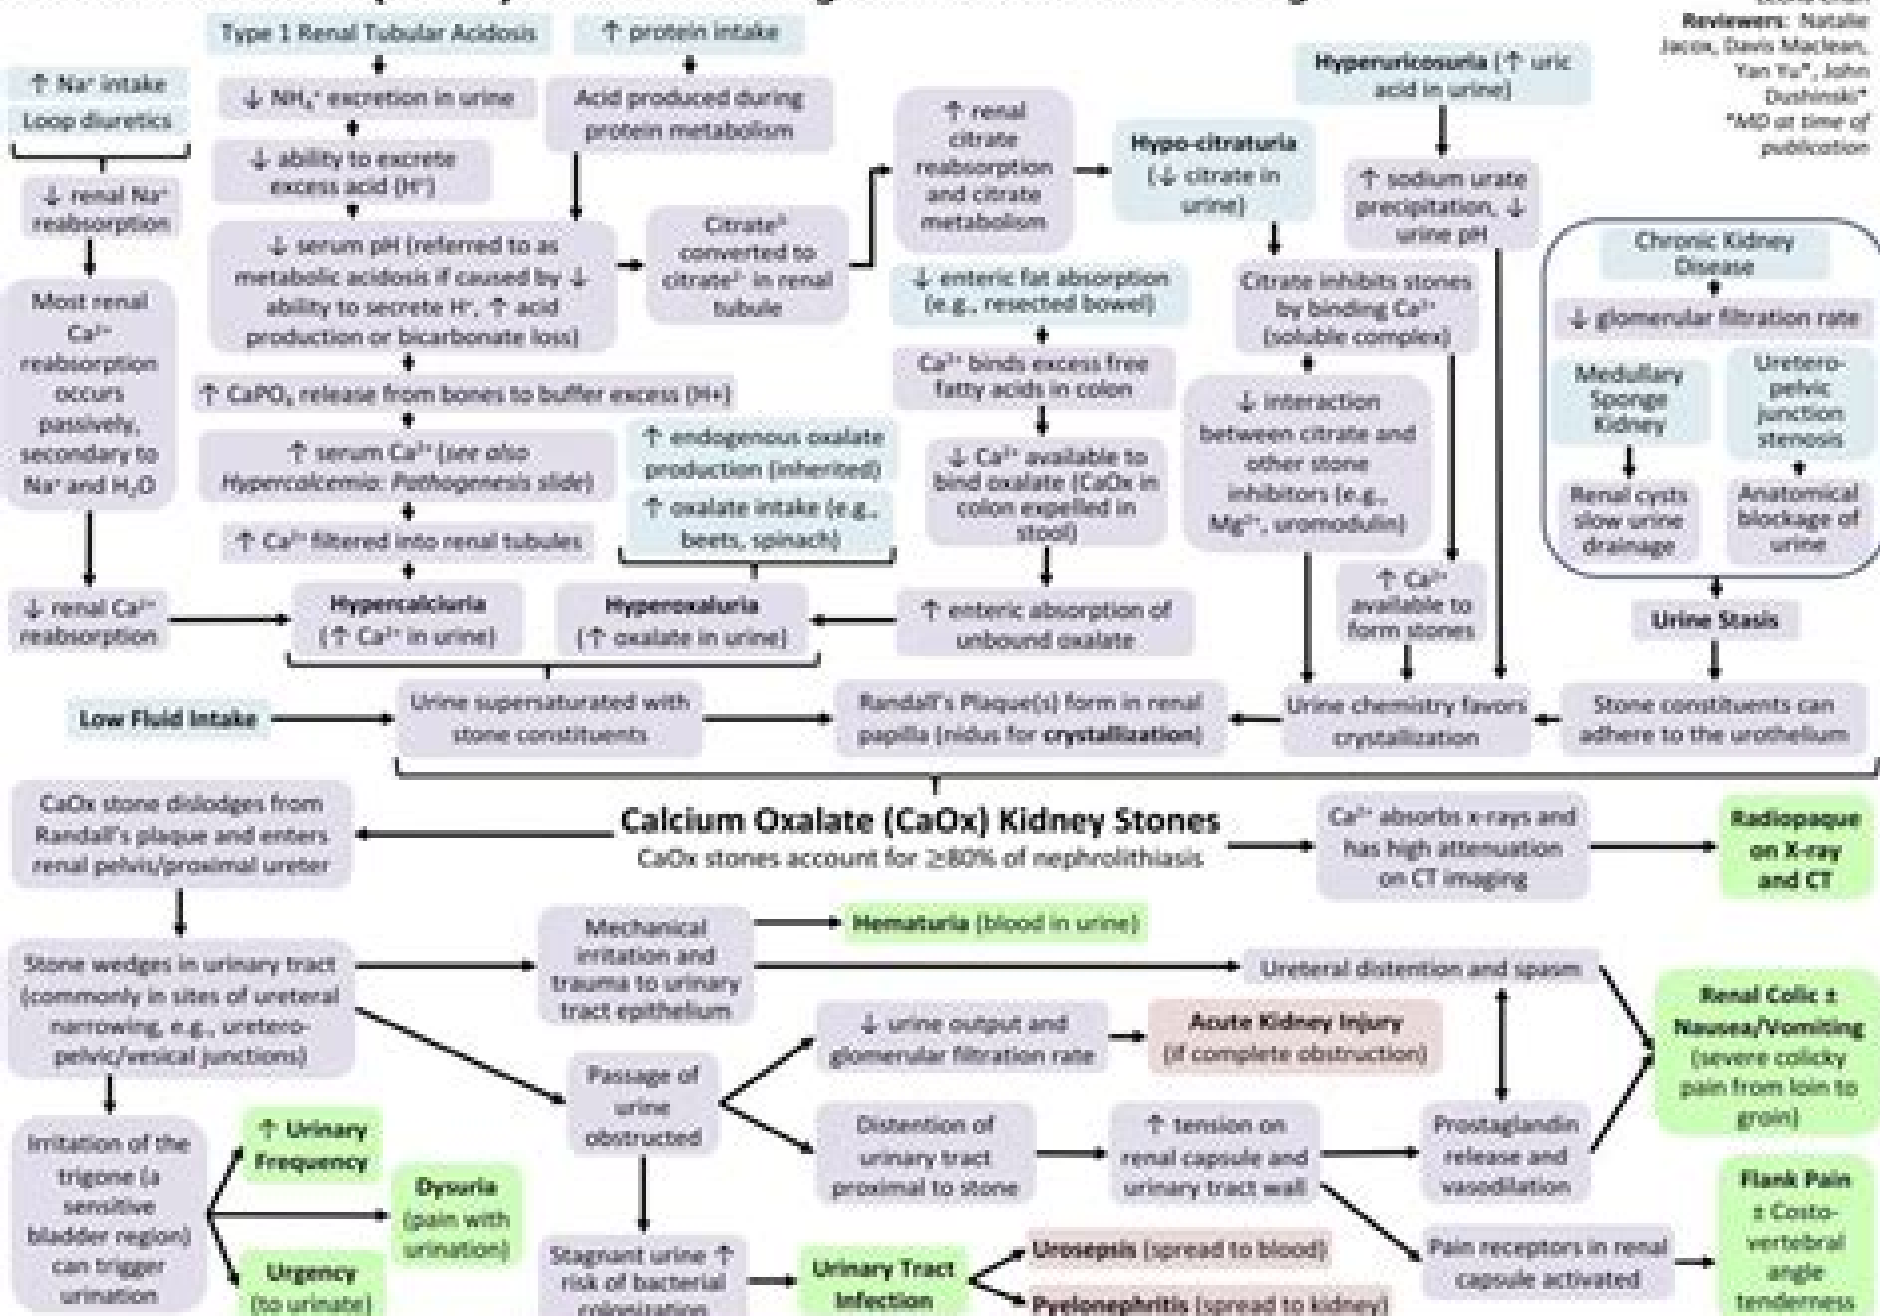 Reviewers: Natalie
Jacox, Davis Maclean,
Yan Yu*, John
Dushinski*
*MD at time of
publication
Type 1 Renal Tubular Acidosis
↑ protein intake
Hyperuricosuria (↑ uric
acid in urine)
↑ Na⁺ intake
Loop diuretics
↓ NH₄⁺ excretion in urine
Acid produced during
protein metabolism
↑ renal
citrate
reabsorption
and citrate
metabolism
Hypo-citraturia
(↓ citrate in
urine)
↓ ability to excrete
excess acid (H⁺)
↓ renal Na⁺
reabsorption
↑ sodium urate
precipitation, ↓
urine pH
↓ serum pH (referred to as
metabolic acidosis if caused by ↓
ability to secrete H⁺, ↑ acid
production or bicarbonate loss)
Citrate³⁻
converted to
citrate²⁻ in renal
tubule
Chronic Kidney
Disease
↓ glomerular filtration rate
Medullary
Sponge
Kidney
Uretero-
pelvic
junction
stenosis
Renal cysts
slow urine
drainage
Anatomical
blockage of
urine
Most renal
Ca²⁺
reabsorption
occurs
passively,
secondary to
Na⁺ and H₂O
↓ enteric fat absorption
(e.g., resected bowel)
Citrate inhibits stones
by binding Ca²⁺
(soluble complex)
Ca²⁺ binds excess free
fatty acids in colon
↓ interaction
between citrate and
other stone
inhibitors (e.g.,
Mg²⁺, uromodulin)
↑ CaPO₄ release from bones to buffer excess (H+)
↑ serum Ca²⁺ (see also
Hypercalcemia: Pathogenesis slide)
↑ endogenous oxalate
production (inherited)
↑ oxalate intake (e.g.,
beets, spinach)
↓ Ca²⁺ available to
bind oxalate (CaOx in
colon expelled in
stool)
↑ Ca²⁺ filtered into renal tubules
↓ renal Ca²⁺
reabsorption
Hypercalciuria
(↑ Ca²⁺ in urine)
Hyperoxaluria
(↑ oxalate in urine)
↑ enteric absorption of
unbound oxalate
↑ Ca²⁺
available to
form stones
Urine Stasis
Low Fluid Intake
Urine supersaturated with
stone constituents
Randall's Plaque(s) form in renal
papilla (nidus for crystallization)
Urine chemistry favors
crystallization
Stone constituents can
adhere to the urothelium
CaOx stone dislodges from
Randall's plaque and enters
renal pelvis/proximal ureter
Calcium Oxalate (CaOx) Kidney Stones
CaOx stones account for ≥80% of nephrolithiasis
Ca²⁺ absorbs x-rays and
has high attenuation
on CT imaging
Radiopaque
on X-ray
and CT
Stone wedges in urinary tract
(commonly in sites of ureteral
narrowing, e.g., uretero-
pelvic/vesical junctions)
Mechanical
irritation and
trauma to urinary
tract epithelium
Hematuria (blood in urine)
Ureteral distention and spasm
Renal Colic ±
Nausea/Vomiting
(severe colicky
pain from loin to
groin)
↓ urine output and
glomerular filtration rate
Acute Kidney Injury
(if complete obstruction)
Passage of
urine
obstructed
Distention of
urinary tract
proximal to stone
↑ tension on
renal capsule and
urinary tract wall
Prostaglandin
release and
vasodilation
Irritation of the
trigone (a
sensitive
bladder region)
can trigger
urination
↑ Urinary
Frequency
Dysuria
(pain with
urination)
Urgency
(to urinate)
Stagnant urine ↑
risk of bacterial
colonization
Urinary Tract
Infection
Urosepsis (spread to blood)
Pyelonephritis (spread to kidney)
Pain receptors in renal
capsule activated
Flank Pain
± Costo-
vertebral
angle
tenderness